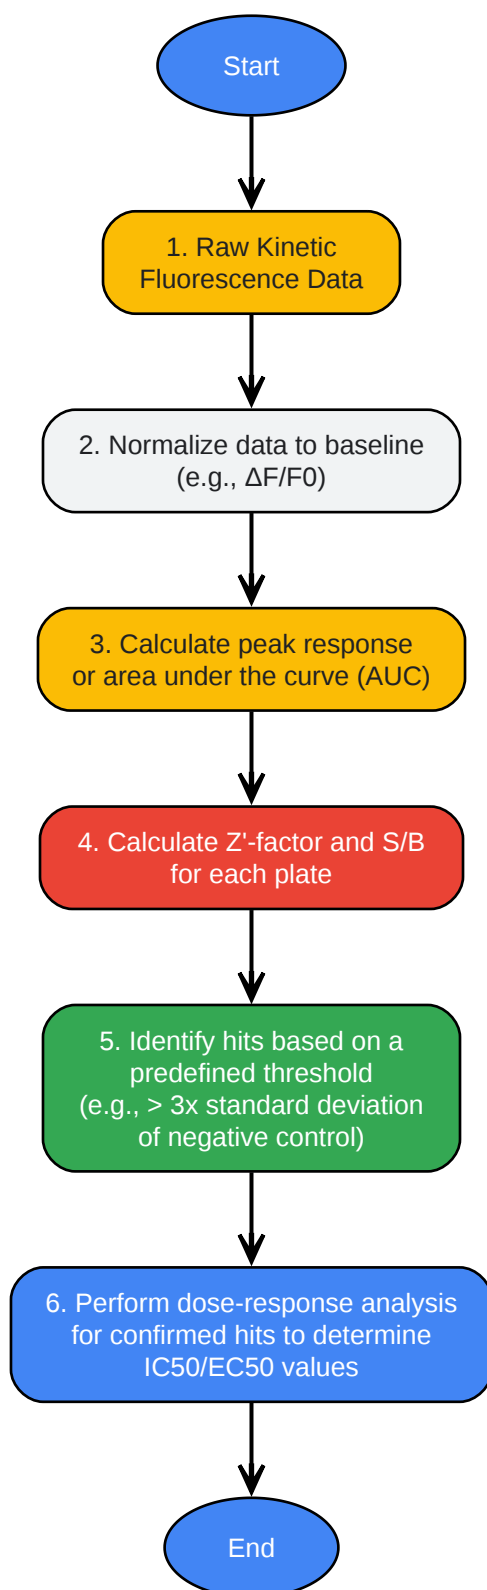 Start
1. Raw Kinetic
Fluorescence Data
2. Normalize data to baseline
(e.g., ΔF/F0)
3. Calculate peak response
or area under the curve (AUC)
4. Calculate Z'-factor and S/B
for each plate
5. Identify hits based on a
predefined threshold
(e.g., > 3x standard deviation
of negative control)
6. Perform dose-response analysis
for confirmed hits to determine
IC50/EC50 values
End